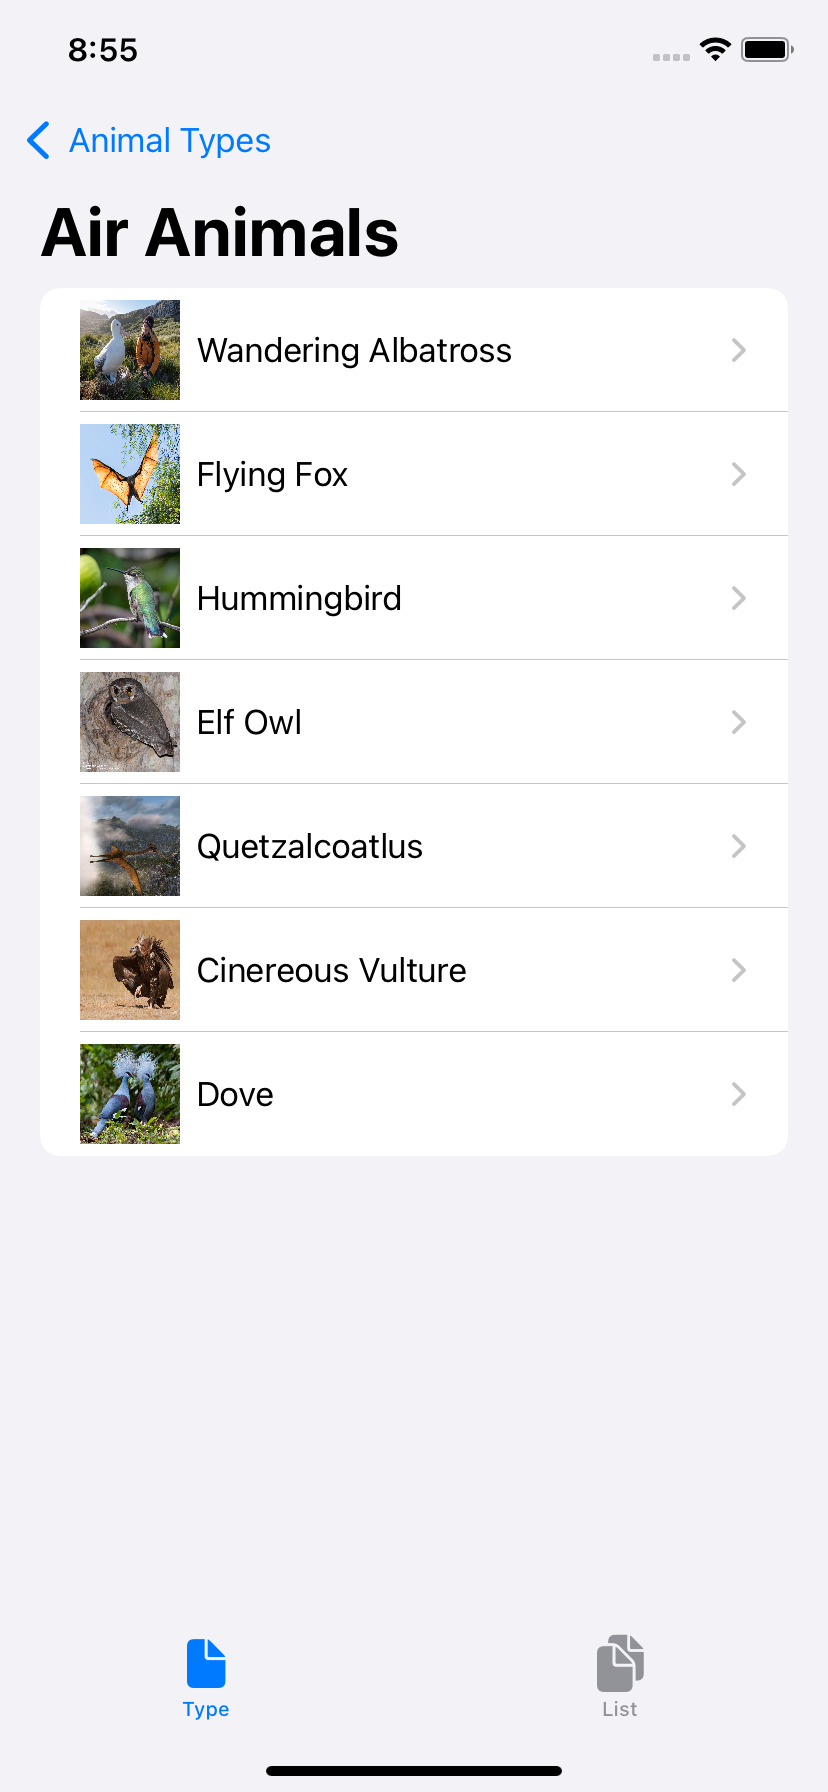 8:55
Animal Types
Air Animals
Wandering Albatross
Flying Fox
Hummingbird
Elf Owl
Quetzalcoatlus
Cinereous Vulture
Dove
Type
List